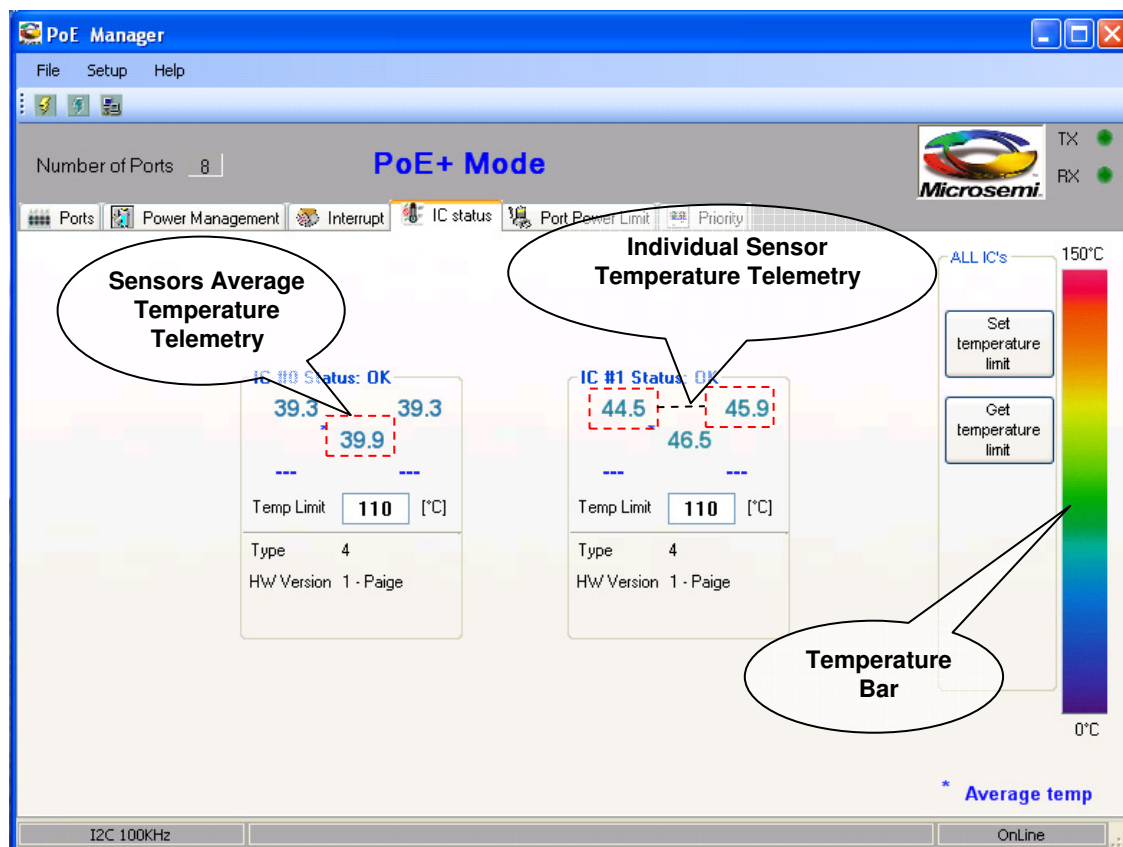 PoE Manager
File Setup Help
Number of Ports 8
PoE+ Mode
Microsemi.
TX
RX
Ports Power Management Interrupt IC status Port Power Limit Priority
Sensors Average
Temperature
Telemetry
Individual Sensor
Temperature Telemetry
ALL IC's
150°C
Set
temperature
limit
Get
temperature
limit
IC #0 Status: OK
39.3 39.3
* 39.9
--- ---
Temp Limit 110 [°C]
Type 4
HW Version 1 - Paige
IC #1 Status: OK
44.5 45.9
* 46.5
--- ---
Temp Limit 110 [°C]
Type 4
HW Version 1 - Paige
Temperature
Bar
0°C
* Average temp
I2C 100KHz
OnLine